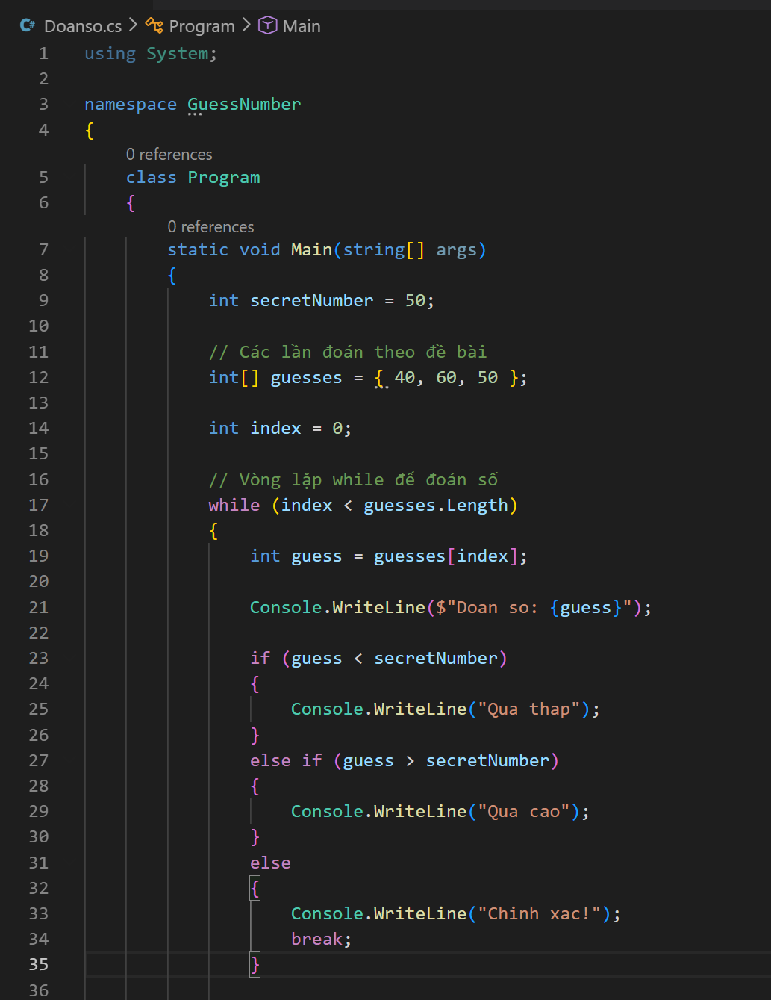 C# Doanso.cs > Program > Main
1 using System;
2
3 namespace GuessNumber
4 {
0 references
5 class Program
6 {
0 references
7 static void Main(string[] args)
8 {
9 int secretNumber = 50;
10
11 // Các lần đoán theo đề bài
12 int[] guesses = { 40, 60, 50 };
13
14 int index = 0;
15
16 // Vòng lặp while để đoán số
17 while (index < guesses.Length)
18 {
19 int guess = guesses[index];
20
21 Console.WriteLine($"Doan so: {guess}");
22
23 if (guess < secretNumber)
24 {
25 Console.WriteLine("Qua thap");
26 }
27 else if (guess > secretNumber)
28 {
29 Console.WriteLine("Qua cao");
30 }
31 else
32 {
33 Console.WriteLine("Chinh xac!");
34 break;
35 }
36